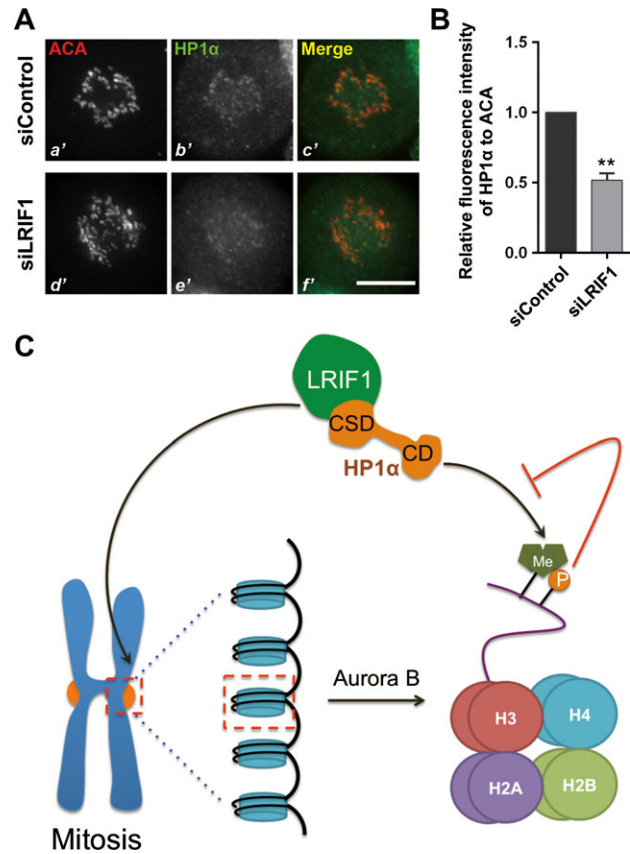 A
ACA
HP1α
Merge
siControl
a’
b’
c’
siLRIF1
d’
e’
f’
B
Relative fluorescence intensity
of HP1α to ACA
1.5
1.0
0.5
0.0
**
siControl
siLRIF1
C
LRIF1
CSD
CD
HP1α
Me
P
Aurora B
H3
H4
H2A
H2B
Mitosis